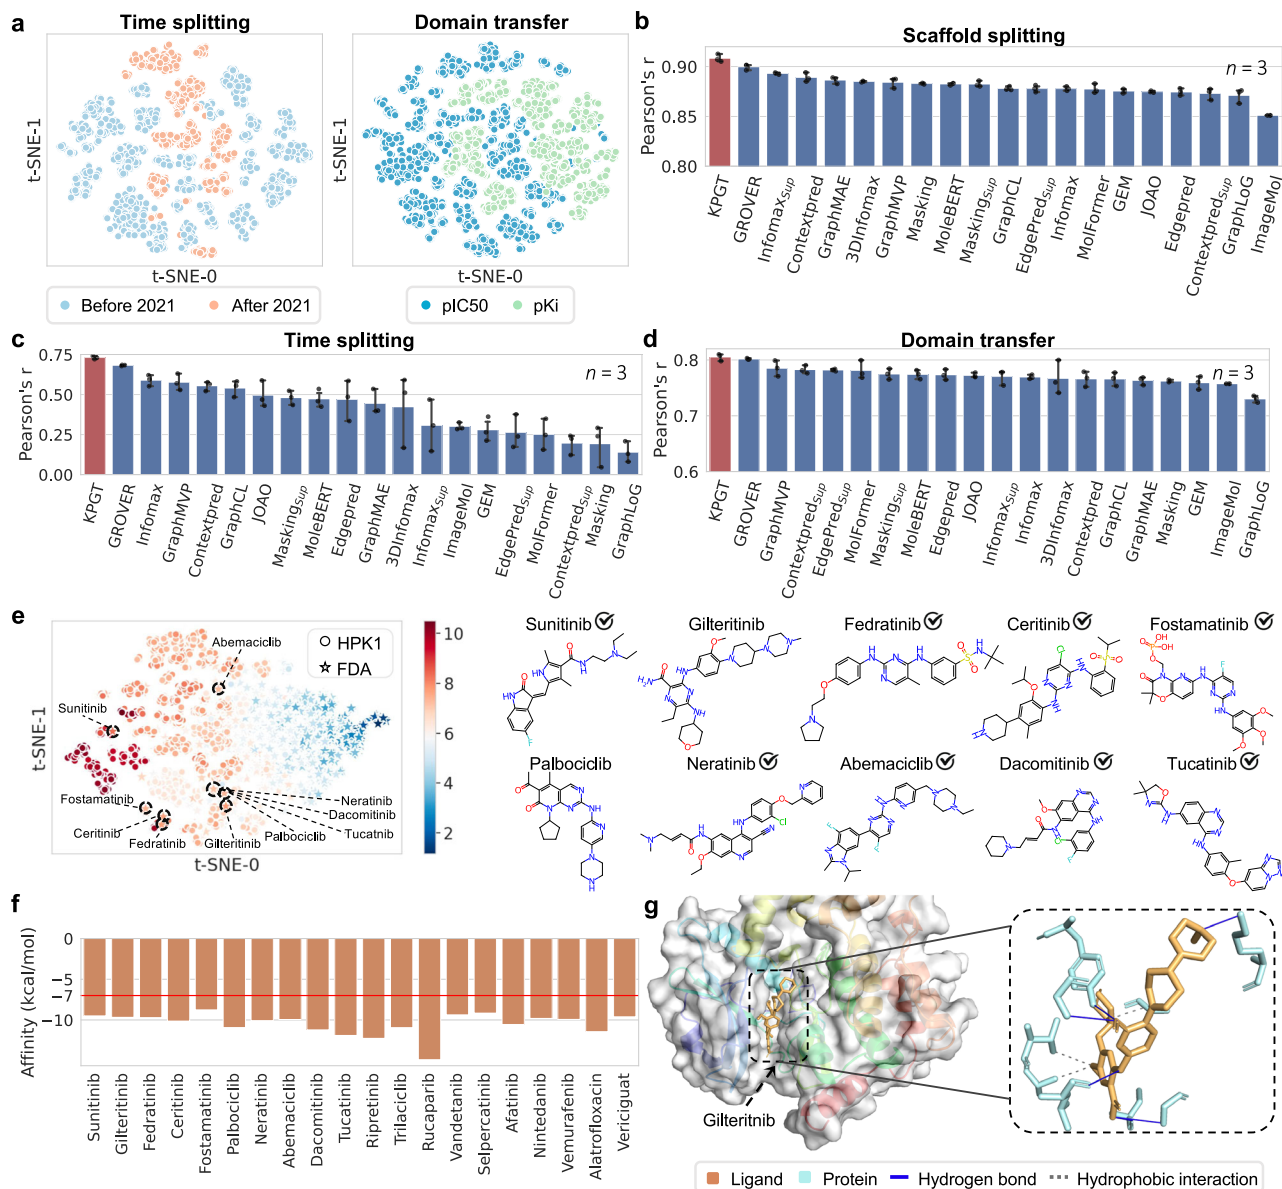 a
Time splitting
Domain transfer
t-SNE-1
t-SNE-0
t-SNE-1
t-SNE-0
Before 2021
After 2021
pIC50
pKi
b
Scaffold splitting
n = 3
Pearson's r
0.90
0.85
0.80
KPGT
GROVER
Infomax_Sup
Contextpred
GraphMAE
3DInfomax
GraphMVP
Masking
MoleBERT
Masking_Sup
GraphCL
EdgePred_Sup
Infomax
MolFormer
GEM
JOAO
Edgepred
Contextpred_Sup
GraphLoG
ImageMol
c
Time splitting
n = 3
Pearson's r
0.75
0.50
0.25
0.00
KPGT
GROVER
Infomax
GraphMVP
Contextpred
GraphCL
JOAO
Masking_Sup
MoleBERT
Edgepred
GraphMAE
3DInfomax
Infomax_Sup
ImageMol
GEM
EdgePred_Sup
MolFormer
Contextpred_Sup
Masking
GraphLoG
d
Domain transfer
n = 3
Pearson's r
0.8
0.7
0.6
KPGT
GROVER
GraphMVP
Contextpred_Sup
EdgePred_Sup
MolFormer
Masking_Sup
MoleBERT
Edgepred
JOAO
Infomax_Sup
Infomax
3DInfomax
Contextpred
GraphCL
GraphMAE
Masking
GEM
ImageMol
GraphLoG
e
HPK1
FDA
Abemaciclib
Sunitinib
Fostamatinib
Ceritinib
Fedratinib
Gilteritinib
Palbociclib
Tucatnib
Dacomitinib
Neratinib
t-SNE-1
t-SNE-0
10
8
6
4
2
Sunitinib
Gilteritinib
Fedratinib
Ceritinib
Fostamatinib
Palbociclib
Neratinib
Abemaciclib
Dacomitinib
Tucatinib
f
Affinity (kcal/mol)
0
−5
−7
−10
Sunitinib
Gilteritinib
Fedratinib
Ceritinib
Fostamatinib
Palbociclib
Neratinib
Abemaciclib
Dacomitinib
Tucatinib
Ripretinib
Trilaciclib
Rucaparib
Vandetanib
Selpercatinib
Afatinib
Nintedanib
Vemurafenib
Alatrofloxacin
Vericiguat
g
Gilteritnib
Ligand
Protein
Hydrogen bond
Hydrophobic interaction